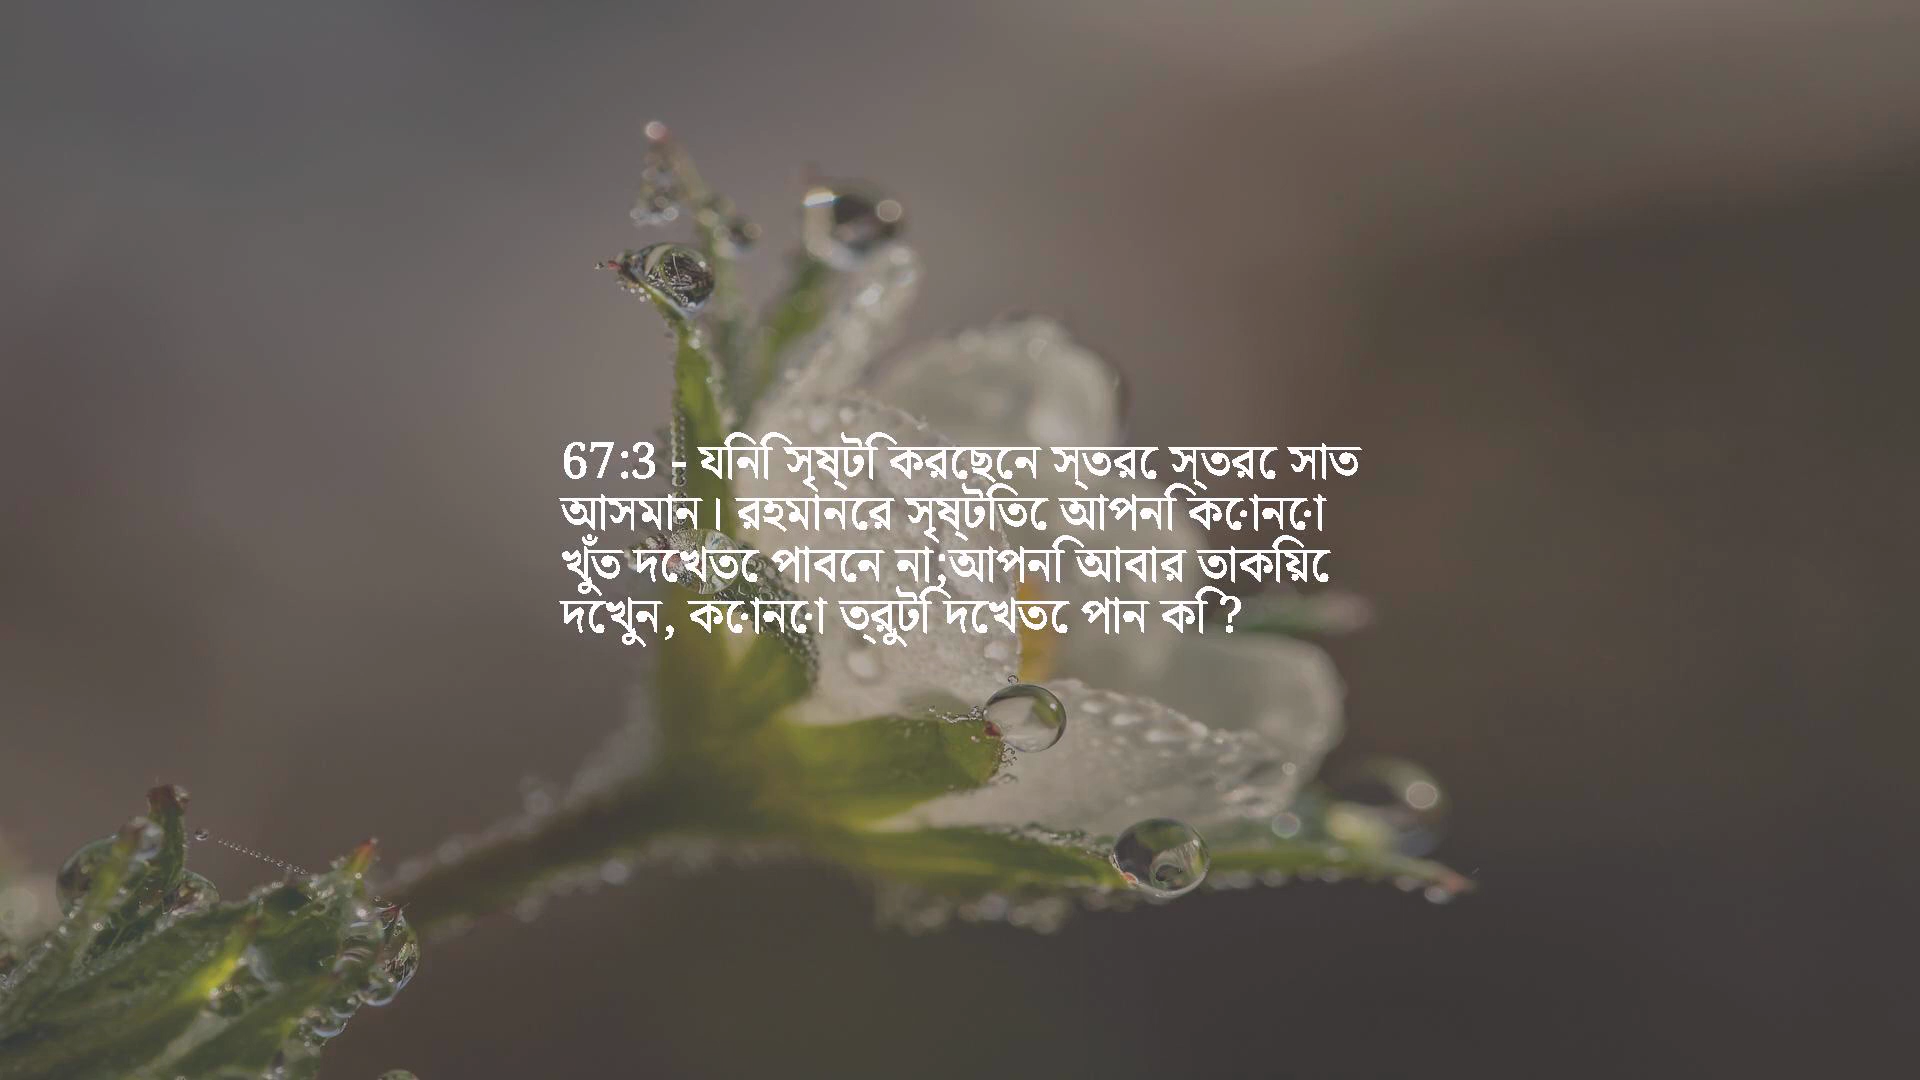 67:3 - যিনি সৃষ্টি করেছেন স্তরে স্তরে সাত
আসমান। রহমানের সৃষ্টিতে আপনি কোনো
খুঁত দেখতে পাবেন না;আপনি আবার তাকিয়ে
দেখুন, কোনো ত্রুটি দেখতে পান কি ?